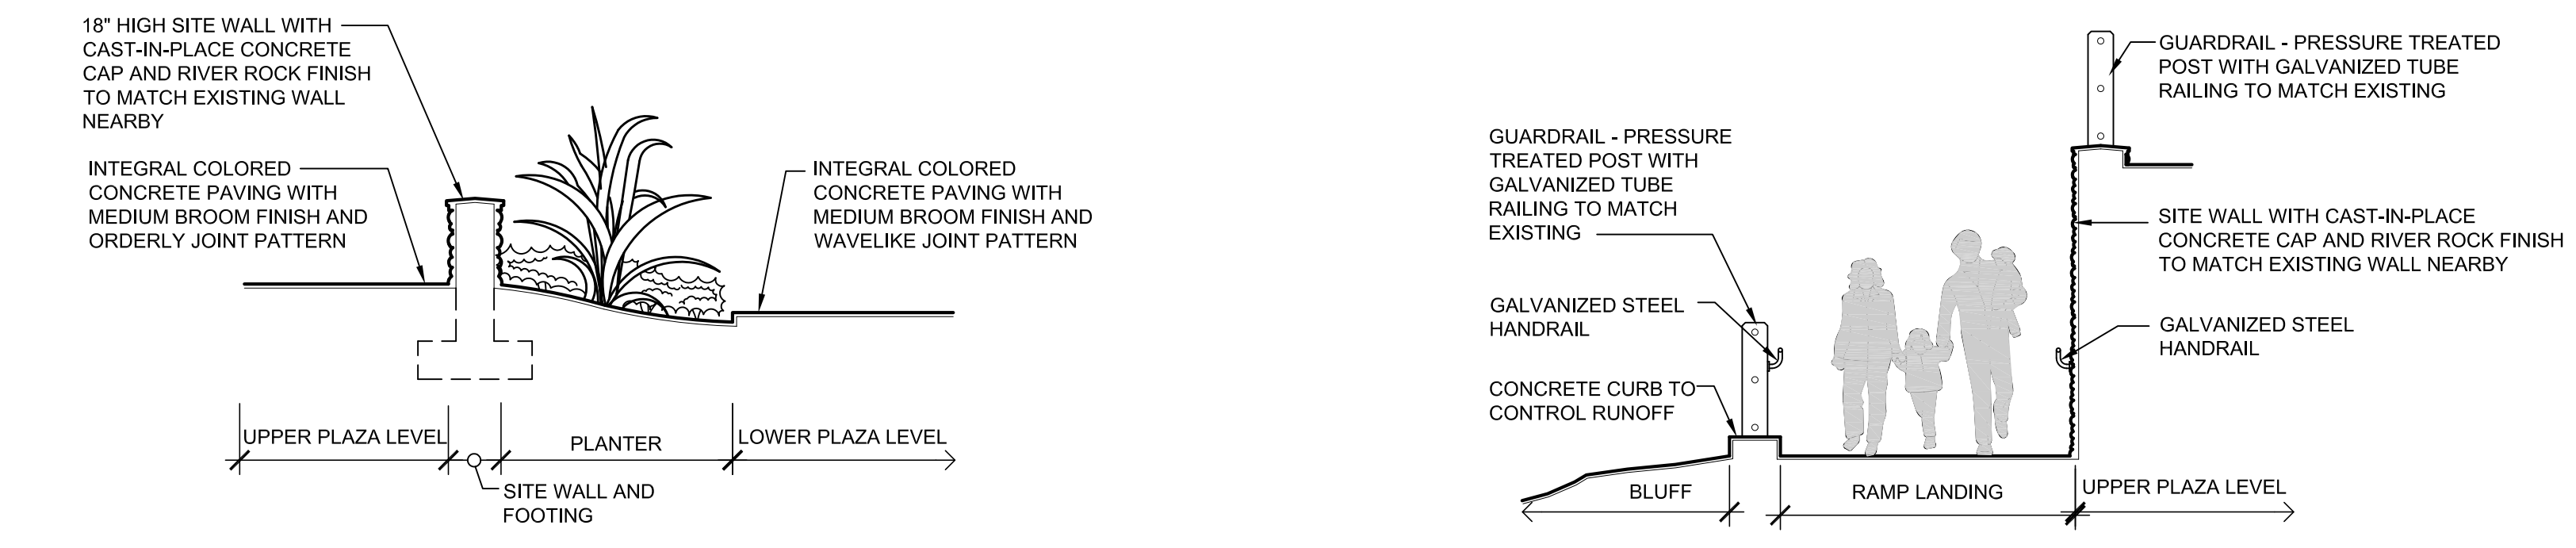 18" HIGH SITE WALL WITH
CAST-IN-PLACE CONCRETE
CAP AND RIVER ROCK FINISH
TO MATCH EXISTING WALL
NEARBY
INTEGRAL COLORED
CONCRETE PAVING WITH
MEDIUM BROOM FINISH AND
ORDERLY JOINT PATTERN
INTEGRAL COLORED
CONCRETE PAVING WITH
MEDIUM BROOM FINISH AND
WAVELIKE JOINT PATTERN
UPPER PLAZA LEVEL
PLANTER
LOWER PLAZA LEVEL
SITE WALL AND
FOOTING
GUARDRAIL - PRESSURE
TREATED POST WITH
GALVANIZED TUBE
RAILING TO MATCH
EXISTING
GALVANIZED STEEL
HANDRAIL
CONCRETE CURB TO
CONTROL RUNOFF
GUARDRAIL - PRESSURE TREATED
POST WITH GALVANIZED TUBE
RAILING TO MATCH EXISTING
SITE WALL WITH CAST-IN-PLACE
CONCRETE CAP AND RIVER ROCK FINISH
TO MATCH EXISTING WALL NEARBY
GALVANIZED STEEL
HANDRAIL
BLUFF
RAMP LANDING
UPPER PLAZA LEVEL